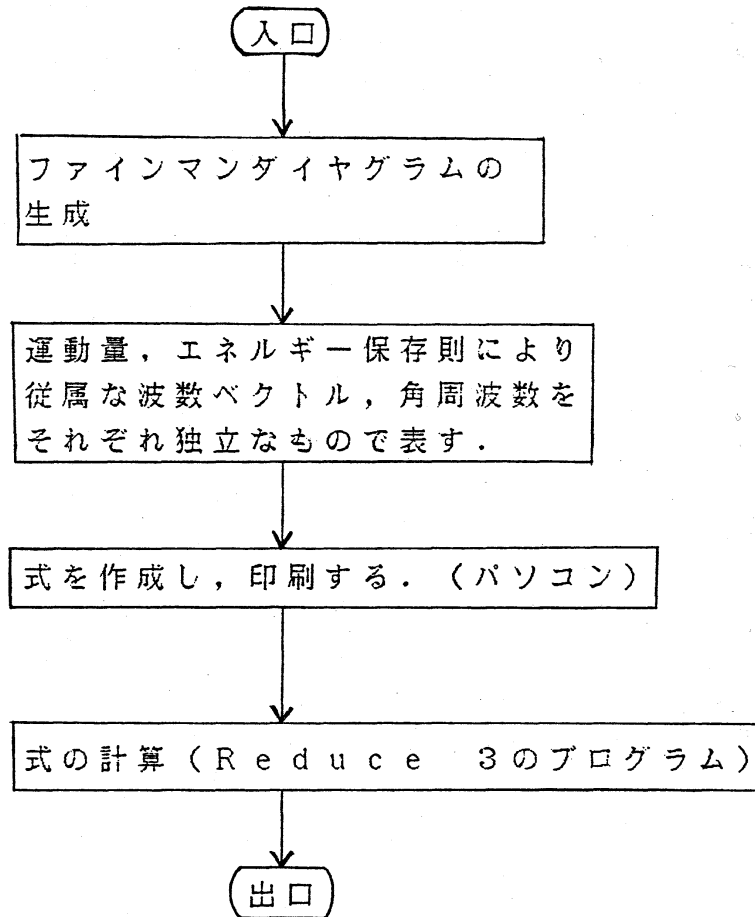 入口
ファインマンダイヤグラムの
生成
運動量，エネルギー保存則により
従属な波数ベクトル，角周波数を
それぞれ独立なもので表す．
式を作成し，印刷する．（パソコン）
式の計算（Ｒｅｄｕｃｅ　３のプログラム）
出口